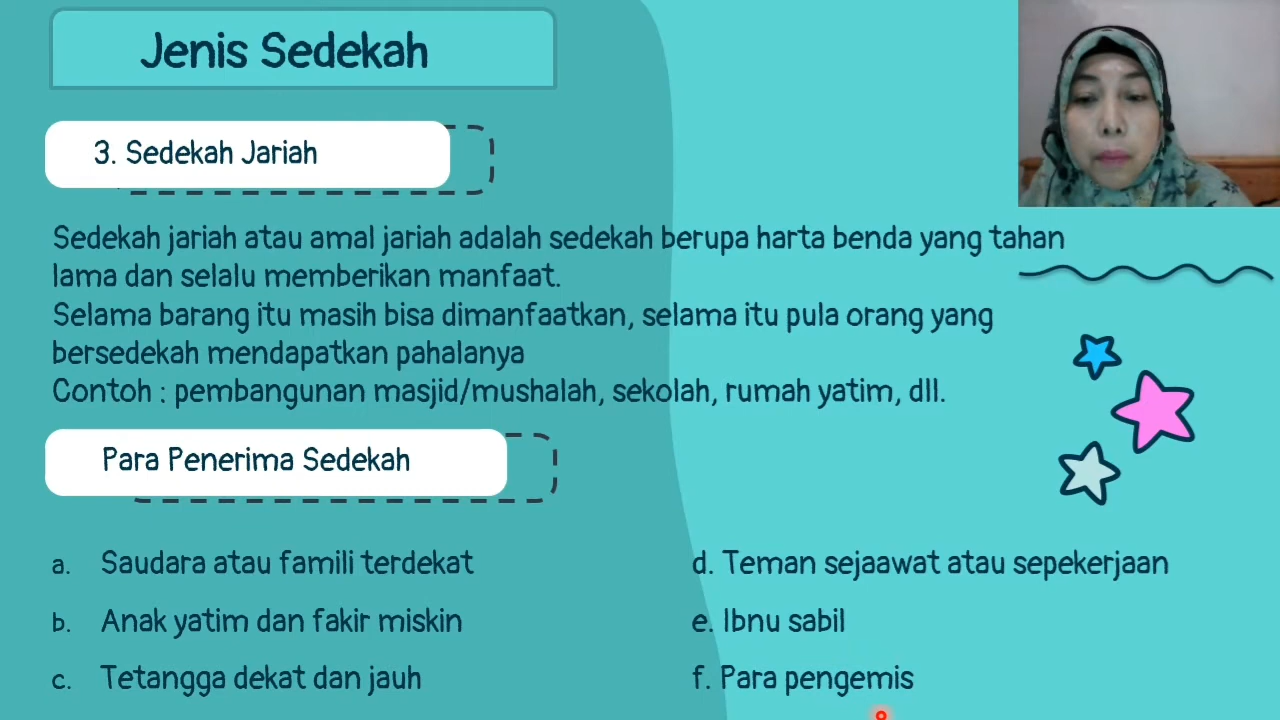 Jenis Sedekah
3. Sedekah Jariah
Sedekah jariah atau amal jariah adalah sedekah berupa harta benda yang tahan
lama dan selalu memberikan manfaat.
Selama barang itu masih bisa dimanfaatkan, selama itu pula orang yang
bersedekah mendapatkan pahalanya
Contoh : pembangunan masjid/mushalah, sekolah, rumah yatim, dll.
Para Penerima Sedekah
a. Saudara atau famili terdekat
b. Anak yatim dan fakir miskin
c. Tetangga dekat dan jauh
d. Teman sejaawat atau sepekerjaan
e. Ibnu sabil
f. Para pengemis